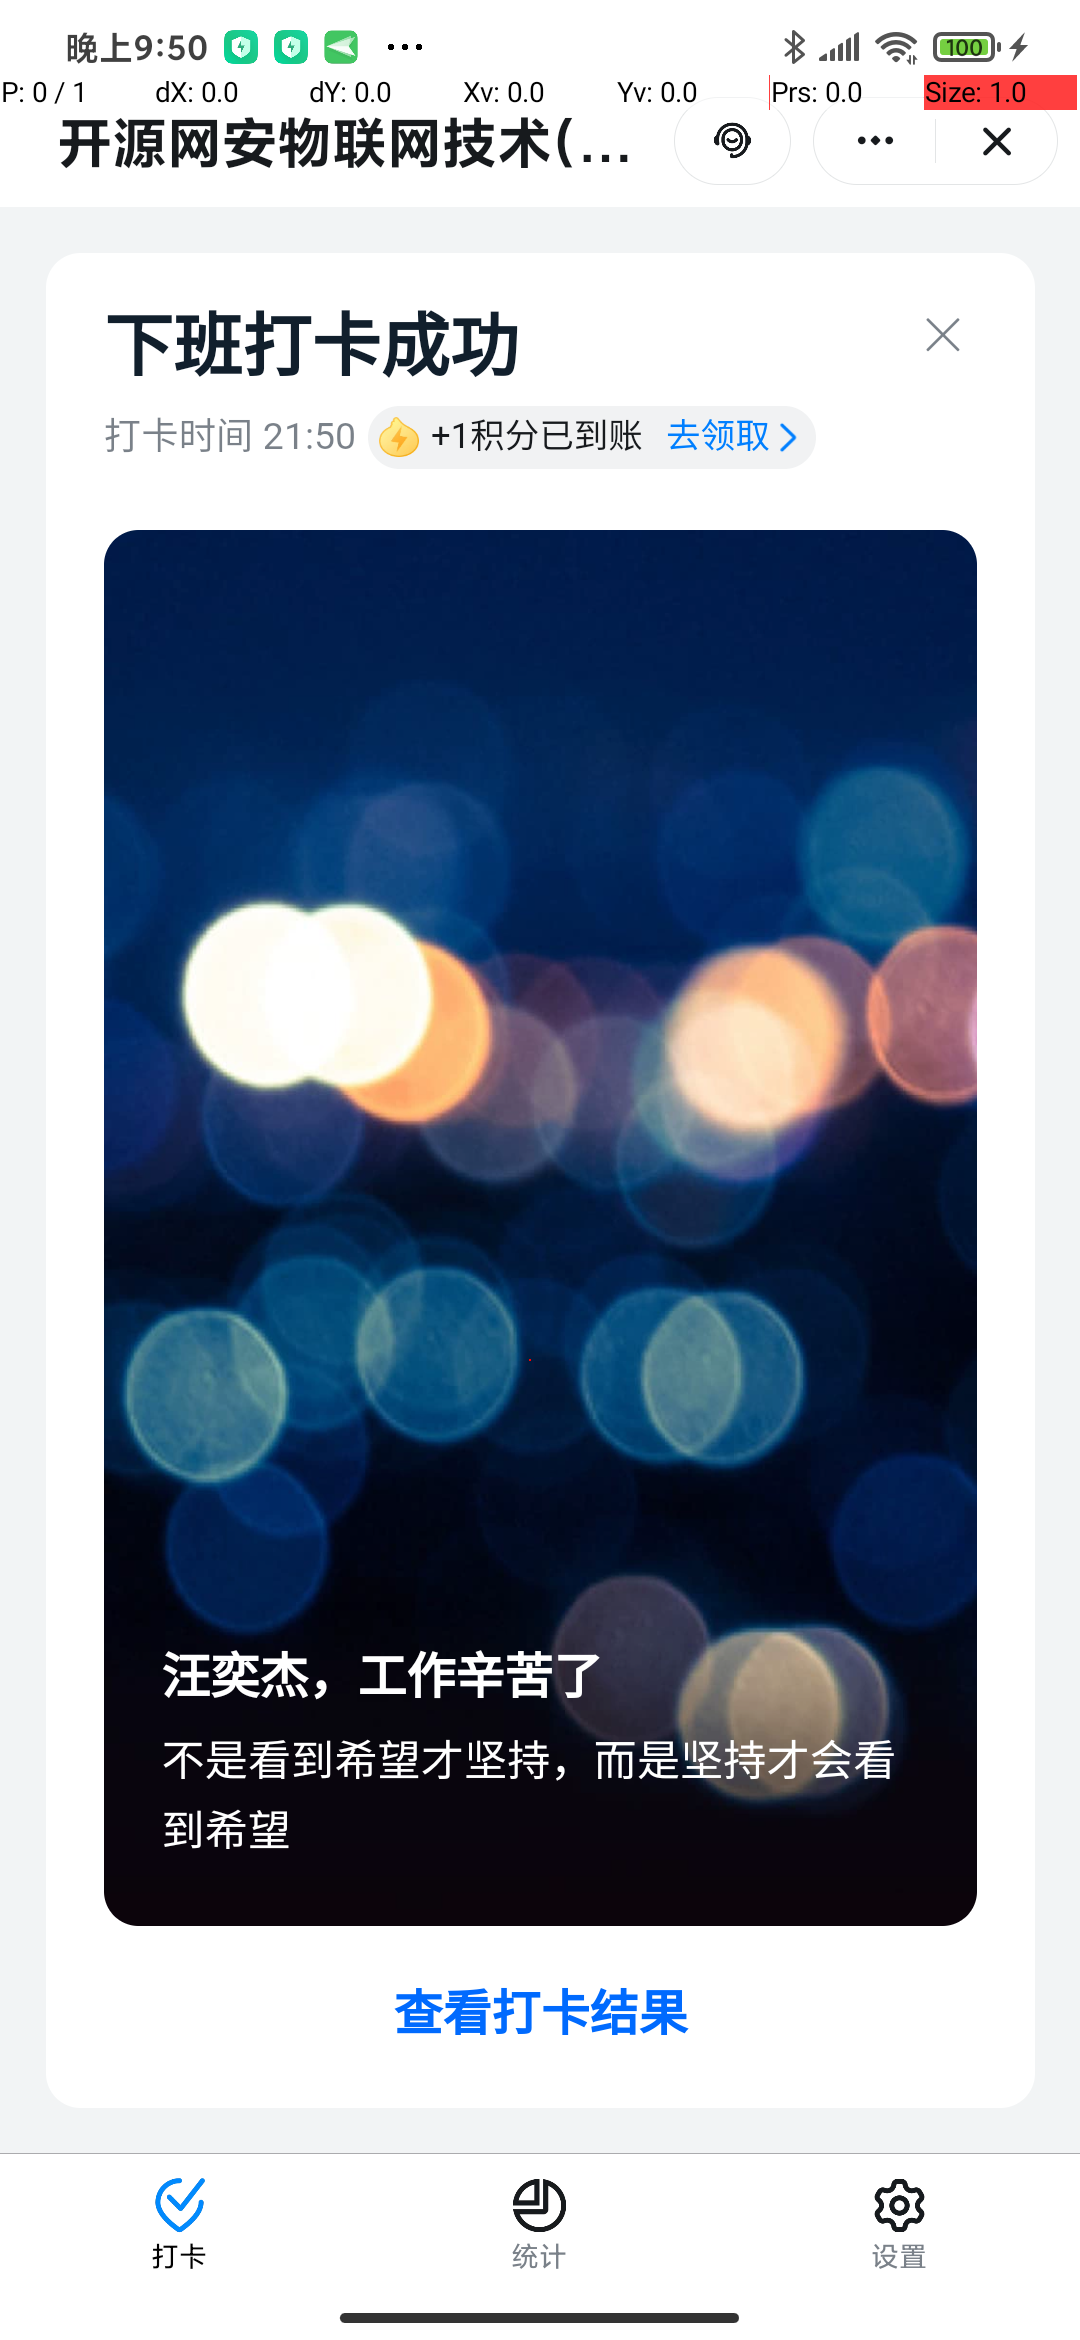 晚上9:50
100
P: 0 / 1 dX: 0.0 dY: 0.0 Xv: 0.0 Yv: 0.0 Prs: 0.0 Size: 1.0
开源网安物联网技术(...
下班打卡成功
打卡时间 21:50 +1积分已到账 去领取
汪奕杰，工作辛苦了
不是看到希望才坚持，而是坚持才会看
到希望
查看打卡结果
打卡 统计 设置